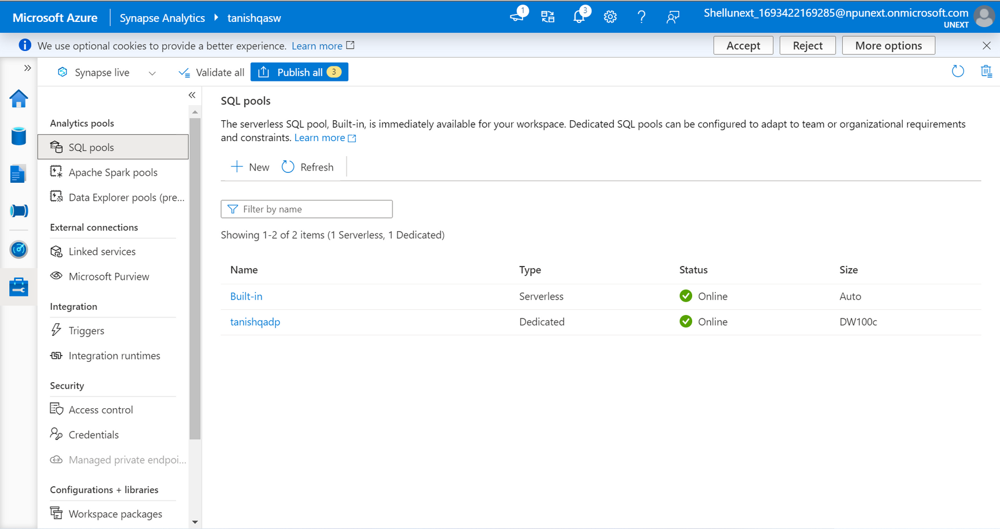 Microsoft Azure
Synapse Analytics
tanishqasw
1
3
Shellunext_1693422169285@npunext.onmicrosoft.com
UNEXT
We use optional cookies to provide a better experience. Learn more
Accept
Reject
More options
Synapse live
Validate all
Publish all 3
Analytics pools
SQL pools
Apache Spark pools
Data Explorer pools (pre...
External connections
Linked services
Microsoft Purview
Integration
Triggers
Integration runtimes
Security
Access control
Credentials
Managed private endpoi...
Configurations + libraries
Workspace packages
SQL pools
The serverless SQL pool, Built-in, is immediately available for your workspace. Dedicated SQL pools can be configured to adapt to team or organizational requirements
and constraints. Learn more
New
Refresh
Filter by name
Showing 1-2 of 2 items (1 Serverless, 1 Dedicated)
Name Type Status Size
Built-in Serverless Online Auto
tanishqadp Dedicated Online DW100c